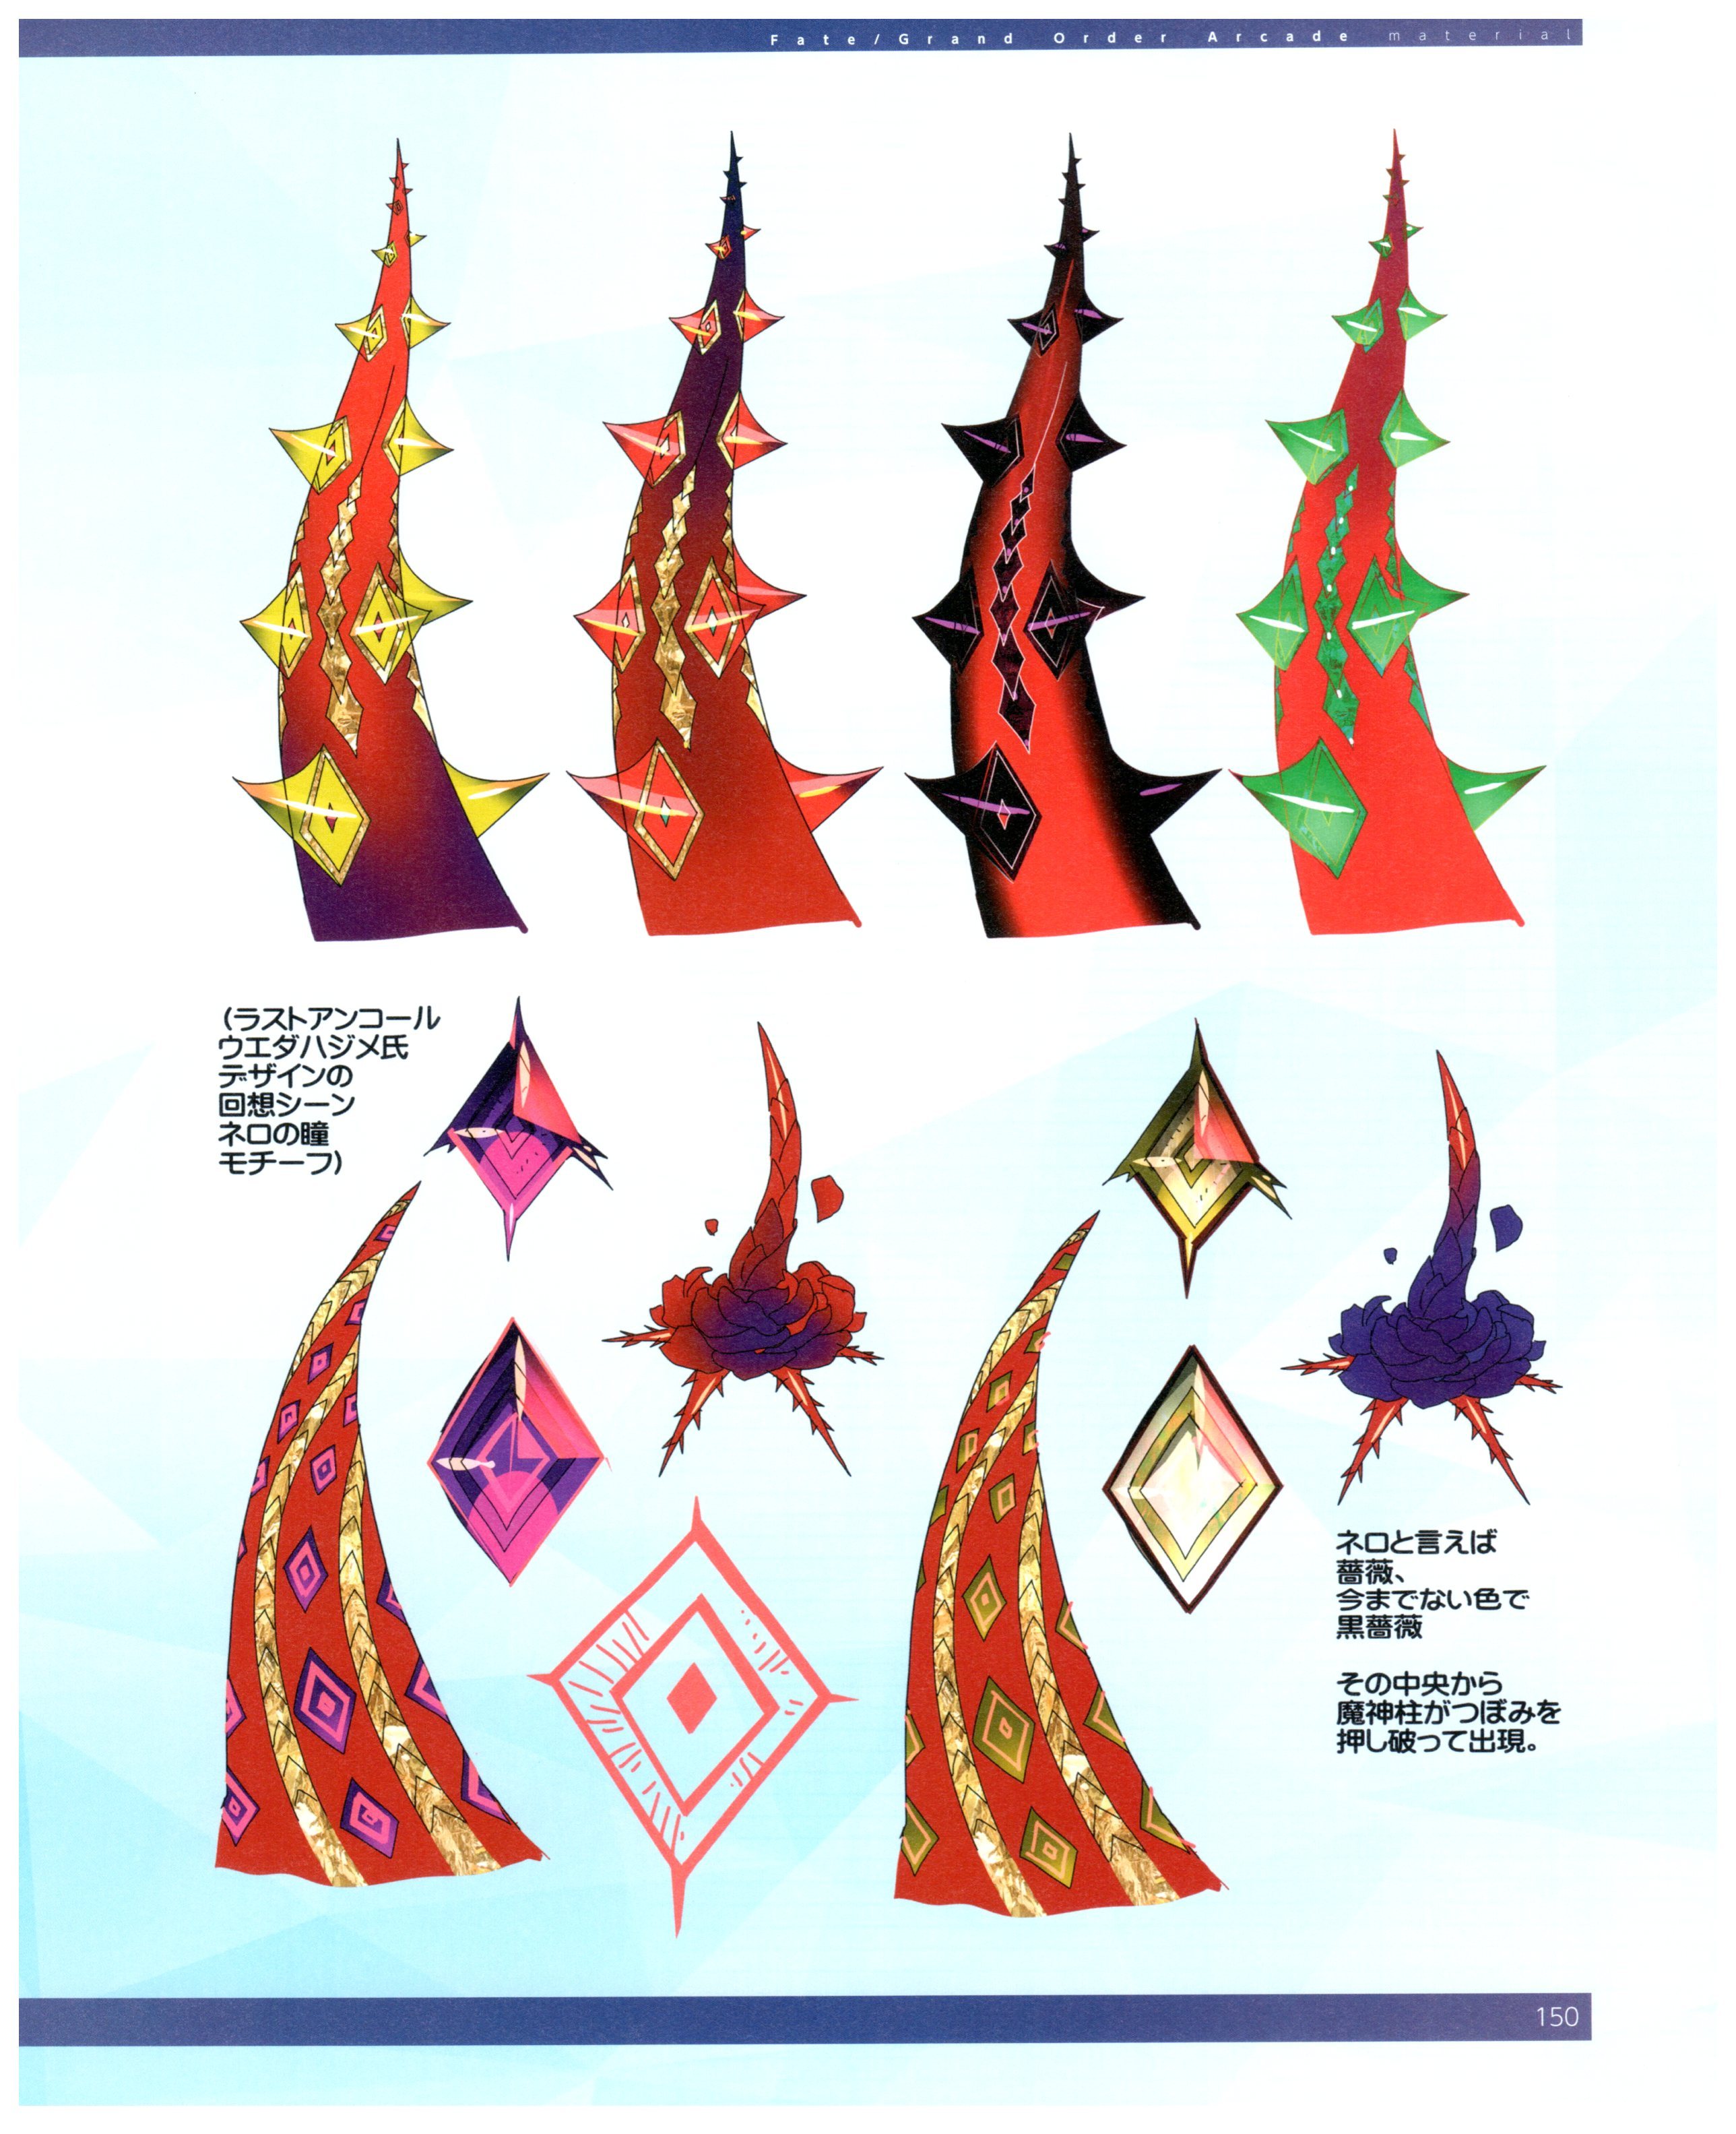 Fate/Grand Order Arcade material
(ラストアンコール
ウエダハジメ氏
デザインの
回想シーン
ネロの瞳
モチーフ)
ネロと言えば
薔薇、
今までない色で
黒薔薇
その中央から
魔神柱がつぼみを
押し破って出現。
150